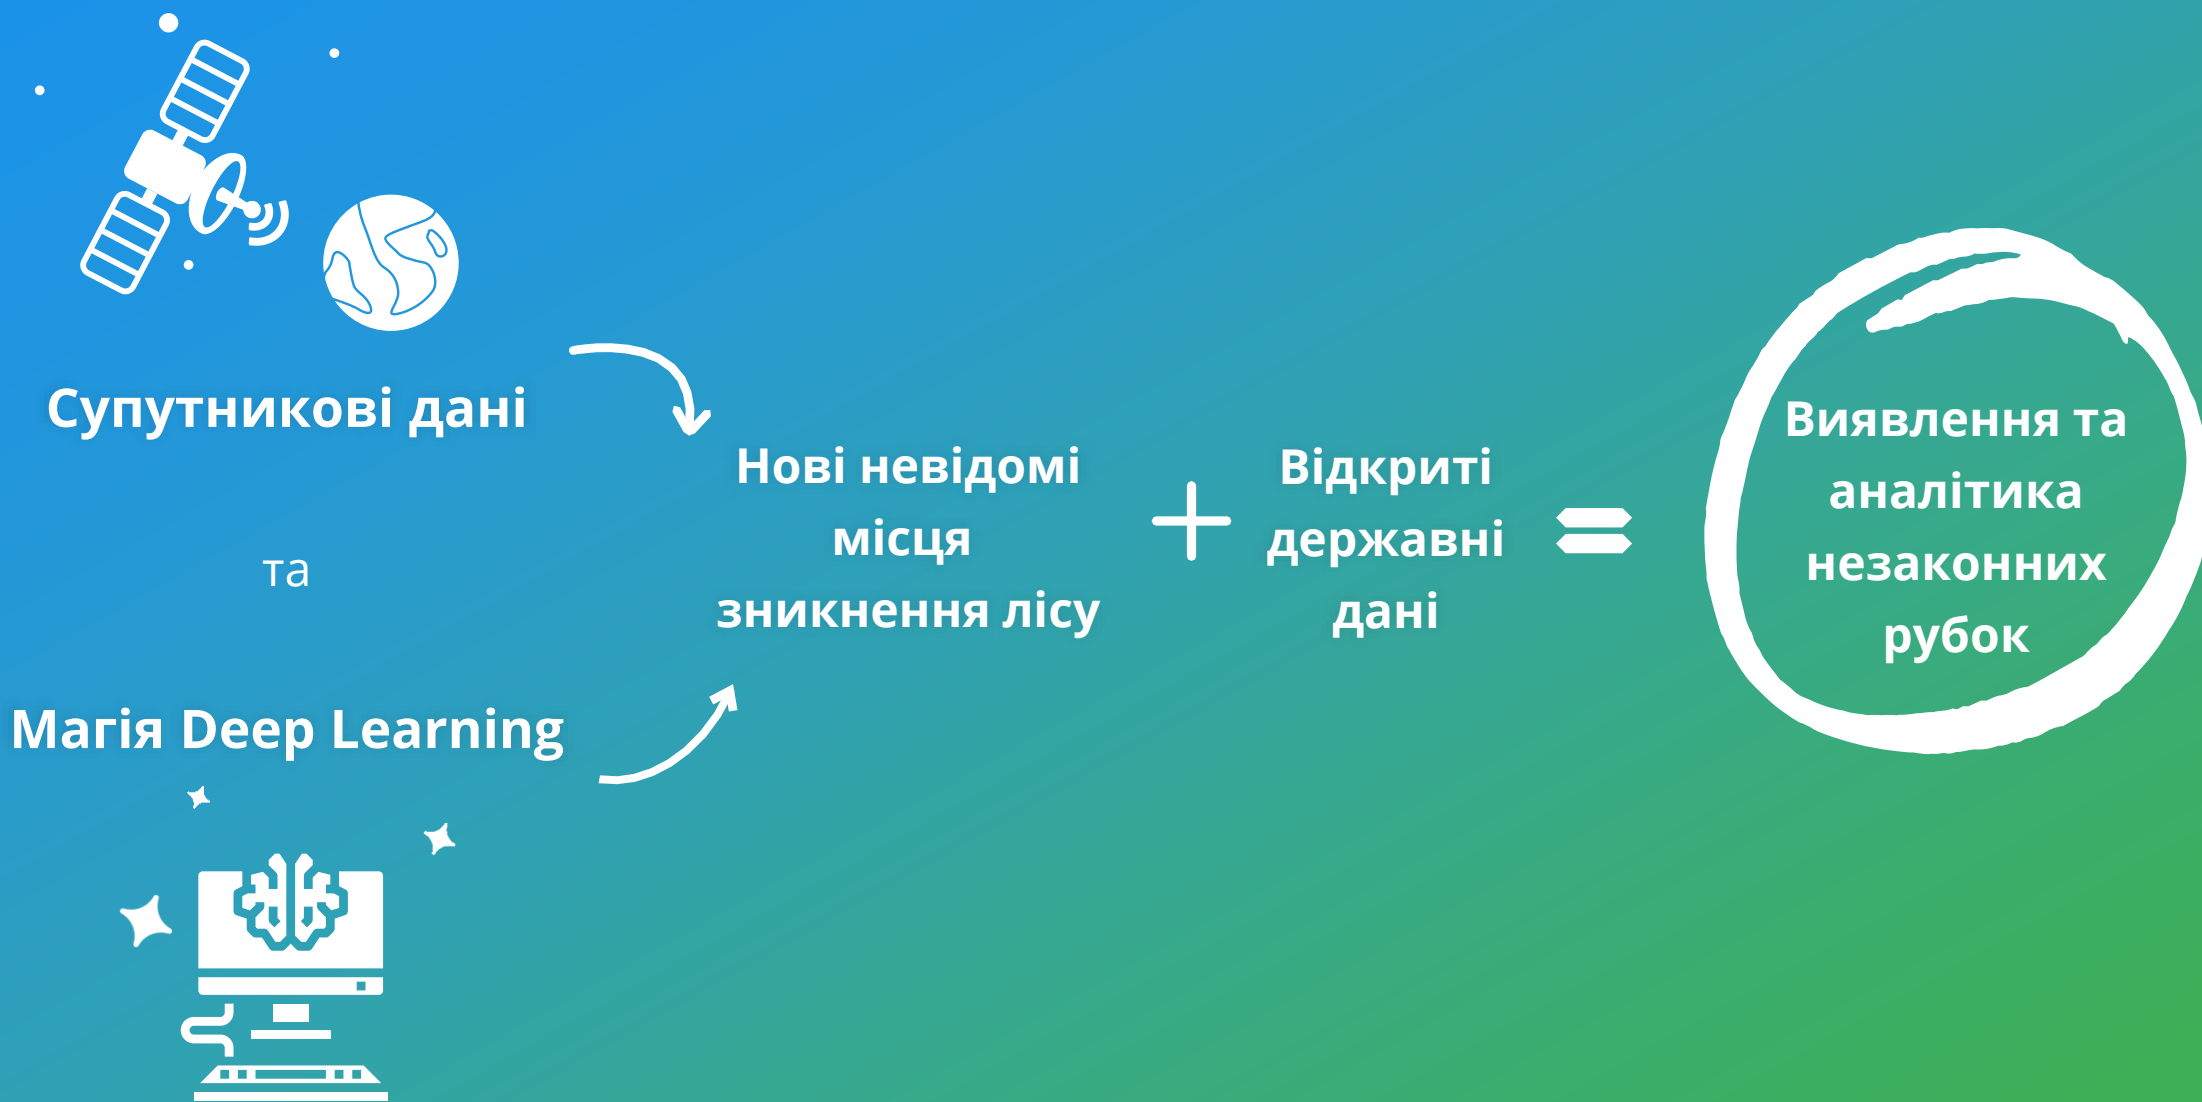 Супутникові дані
та
Магія Deep Learning
Нові невідомі
місця
зникнення лісу
Відкриті
державні
дані
Виявлення та
аналітика
незаконних
рубок